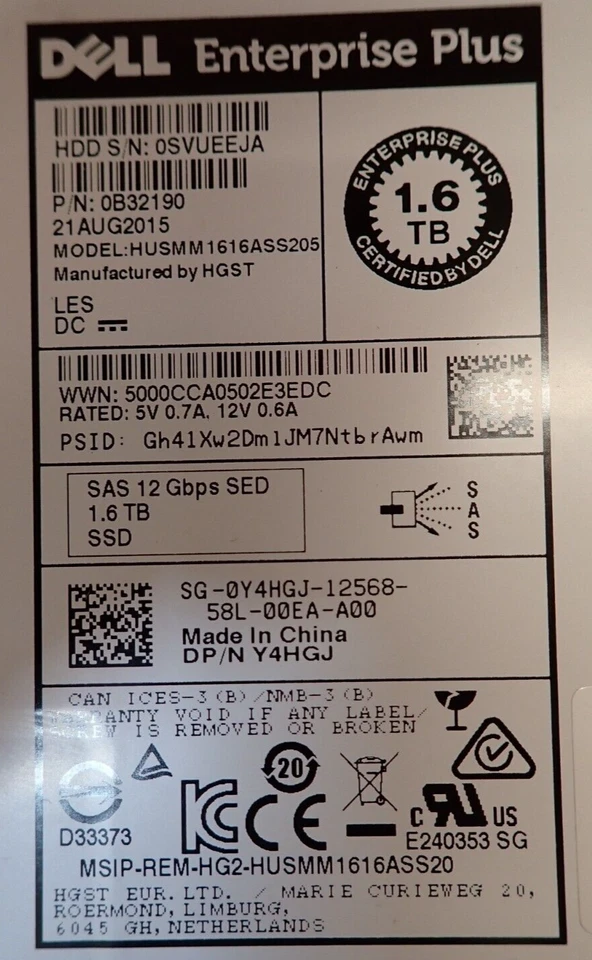 DELL Enterprise Plus
HDD S/N: 0SVUEEJA
P/N: 0B32190
21AUG2015
MODEL:HUSMM1616ASS205
Manufactured by HGST
LES
DC
ENTERPRISE PLUS
1.6
TB
CERTIFIED BY DELL
WWN: 5000CCA0502E3EDC
RATED: 5V 0.7A, 12V 0.6A
PSID: Gh41Xw2Dm1JM7NtbrAwm
SAS 12 Gbps SED
1.6 TB
SSD
S
A
S
SG-0Y4HGJ-12568-
58L-00EA-A00
Made In China
DP/N Y4HGJ
CAN ICES-3(B)/NMB-3(B)
WARRANTY VOID IF ANY LABEL/
SCREW IS REMOVED OR BROKEN
20
D33373
KC CE
c RU US
E240353 SG
MSIP-REM-HG2-HUSMM1616ASS20
HGST EUR.LTD. / MARIE CURIEWEG 20,
ROERMOND, LIMBURG,
6045 GH, NETHERLANDS